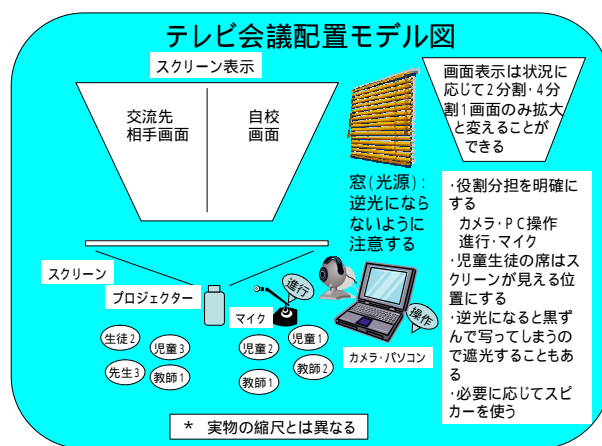 テレビ会議配置モデル図
スクリーン表示
交流先
相手画面
自校
画面
画面表示は状況に
応じて2分割・4分
割1画面のみ拡大
と変えることが
できる
窓(光源):
逆光になら
ないように
注意する
・役割分担を明確に
する
カメラ・PC操作
進行・マイク
・児童生徒の席はス
クリーンが見える位
置にする
・逆光になると黒ず
んで写ってしまうの
で遮光することもあ
る
・必要に応じてスピ
カーを使う
スクリーン
プロジェクター
マイク
進行
操作
カメラ・パソコン
生徒2
児童3
児童2
児童1
先生3
教師1
教師1
教師2
* 実物の縮尺とは異なる